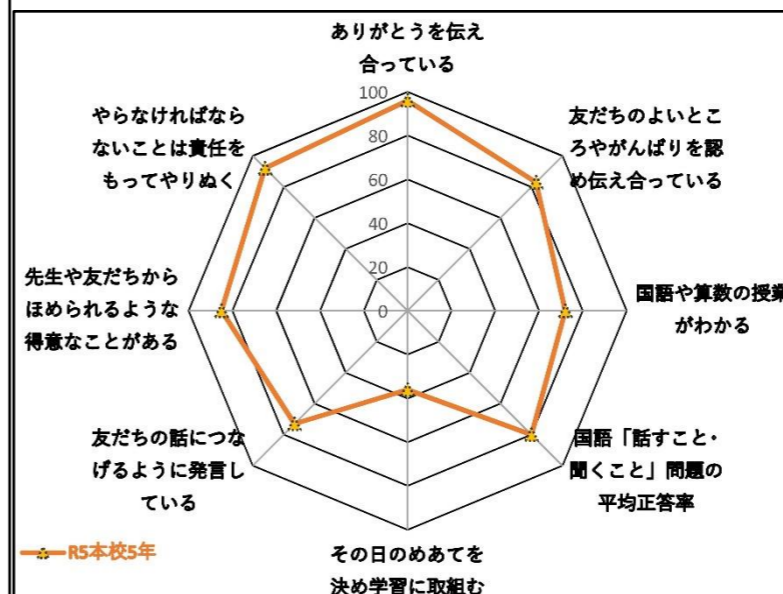 ありがとうを伝え
合っている
友だちのよいとこ
ろやがんばりを認
め伝え合っている
国語や算数の授業
がわかる
国語「話すこと・
聞くこと」問題の
平均正答率
その日のめあてを
決め学習に取組む
友だちの話につな
げるように発言し
ている
先生や友だちから
ほめられるような
得意なことがある
やらなければなら
ないことは責任を
もってやりぬく
100
80
60
40
20
0
R5本校5年